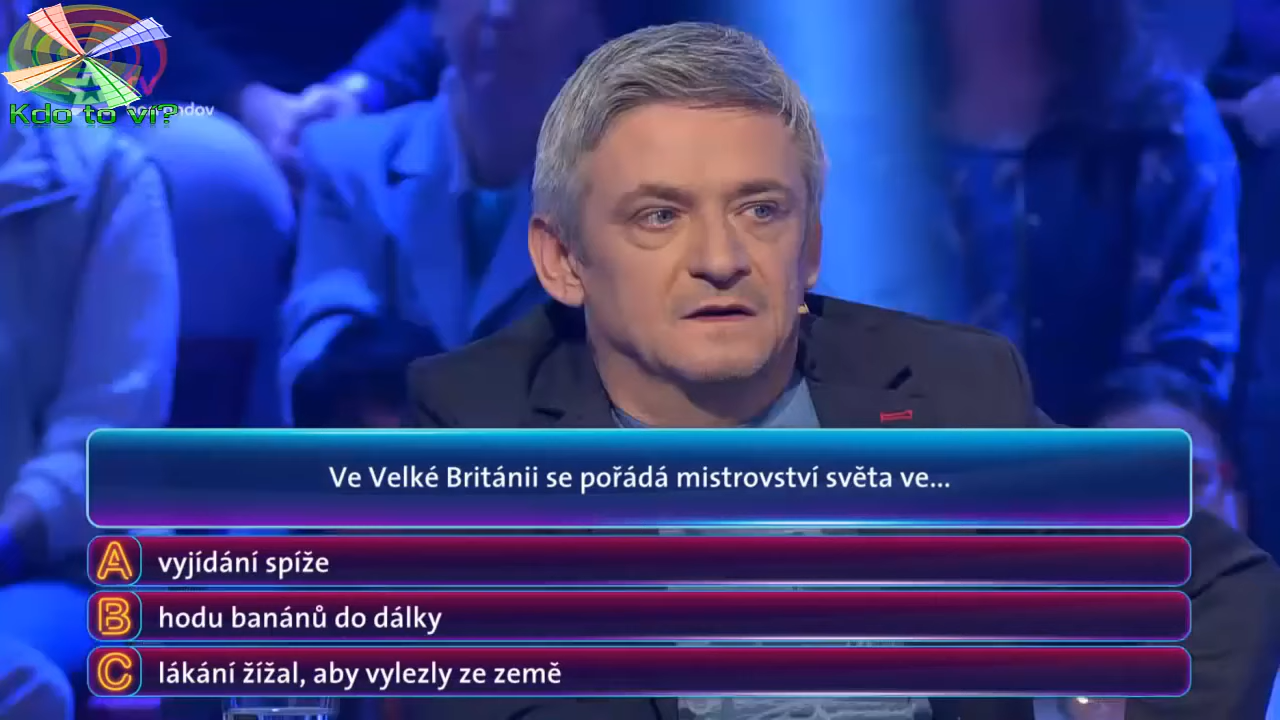 Kdo to ví?
Ve Velké Británii se pořádá mistrovství světa ve...
A vyjídání spíže
B hodu banánů do dálky
C lákání žížal, aby vylezly ze země